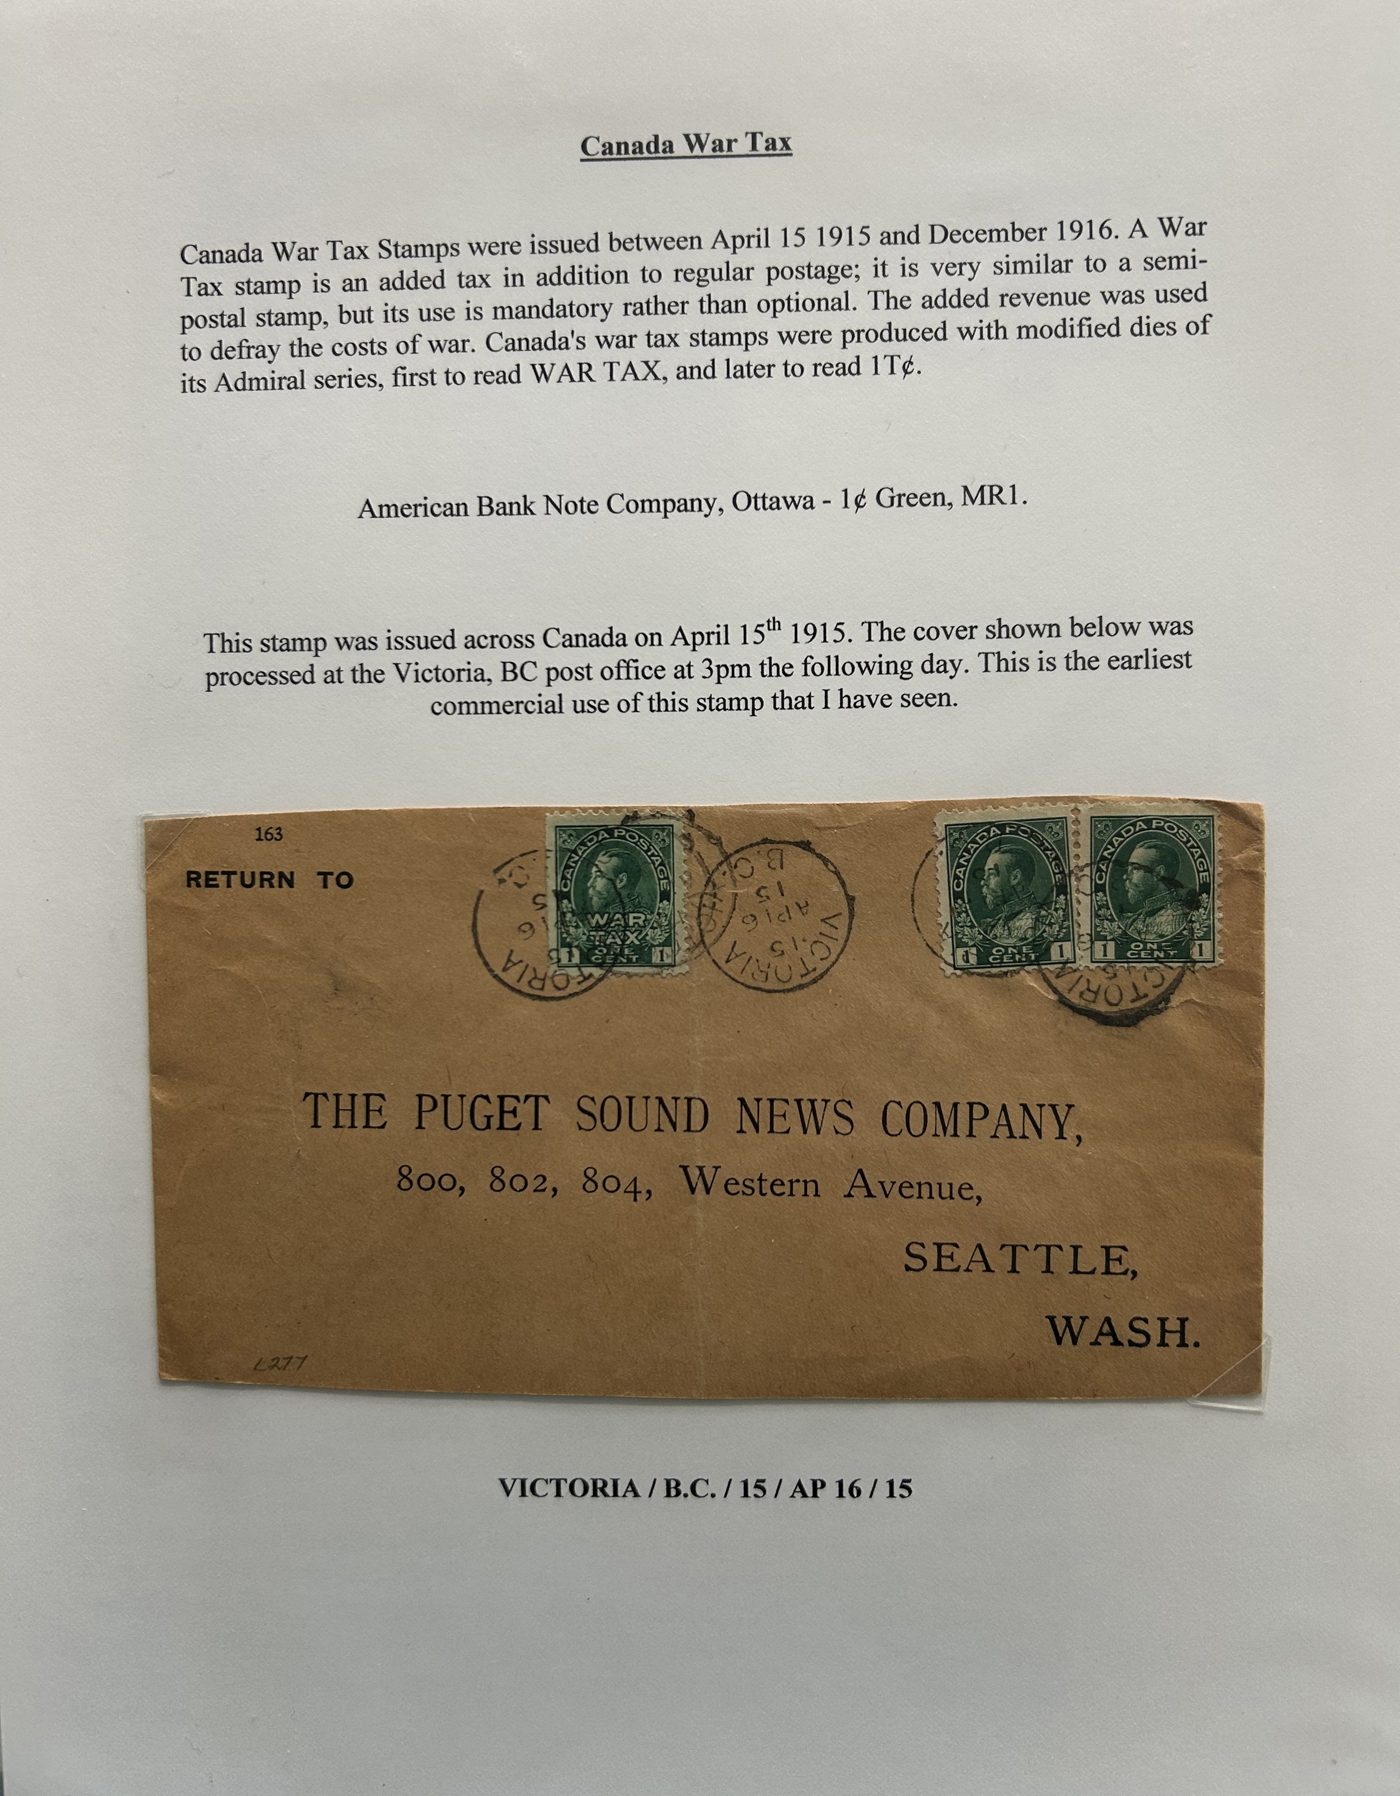 Canada War Tax
Canada War Tax Stamps were issued between April 15 1915 and December 1916. A War
Tax stamp is an added tax in addition to regular postage; it is very similar to a semi-
postal stamp, but its use is mandatory rather than optional. The added revenue was used
to defray the costs of war. Canada's war tax stamps were produced with modified dies of
its Admiral series, first to read WAR TAX, and later to read 1T¢.
American Bank Note Company, Ottawa - 1¢ Green, MR1.
This stamp was issued across Canada on April 15th 1915. The cover shown below was
processed at the Victoria, BC post office at 3pm the following day. This is the earliest
commercial use of this stamp that I have seen.
163
RETURN TO
CANADA POSTAGE
WAR
TAX
1 ONE CENT 1
VICTORIA
15
AP 16
15
B.C.
CANADA POSTAGE
1 ONE CENT 1
CANADA POSTAGE
1 ONE CENT 1
THE PUGET SOUND NEWS COMPANY,
800, 802, 804, Western Avenue,
SEATTLE,
WASH.
L277
VICTORIA / B.C. / 15 / AP 16 / 15